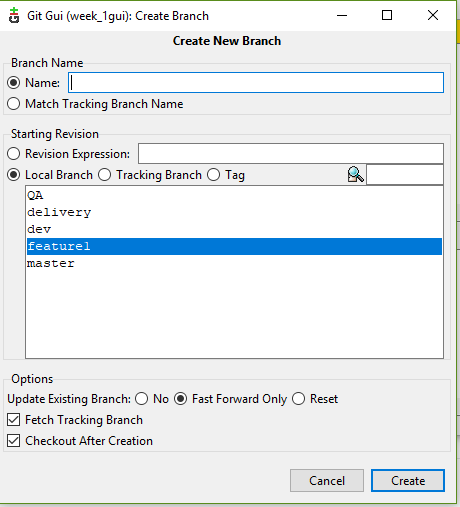 Git Gui (week_1gui): Create Branch
Create New Branch
Branch Name
Name:
Match Tracking Branch Name
Starting Revision
Revision Expression:
Local Branch Tracking Branch Tag
QA
delivery
dev
feature1
master
Options
Update Existing Branch: No Fast Forward Only Reset
Fetch Tracking Branch
Checkout After Creation
Cancel Create